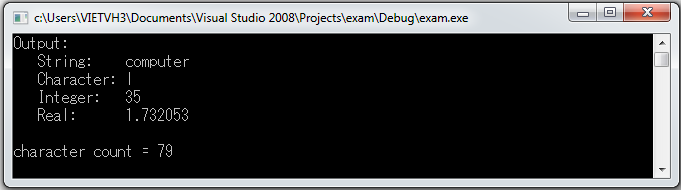 c:\Users\VIETVH3\Documents\Visual Studio 2008\Projects\exam\Debug\exam.exe
Output:
   String:    computer
   Character: l
   Integer:   35
   Real:      1.732053
character count = 79